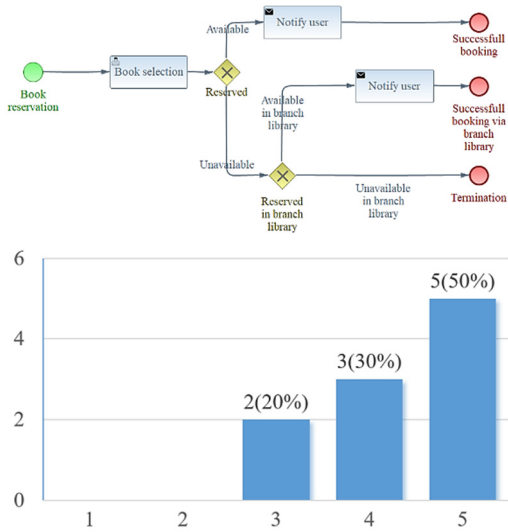 Available
Notify user
Successfull
booking
Book selection
Book
reservation
Reserved
Available
in branch
library
Notify user
Successfull
booking via
branch
library
Unavailable
Reserved
in branch
library
Unavailable
in branch
library
Termination
6
4
2
0
2(20%)
3(30%)
5(50%)
1 2 3 4 5